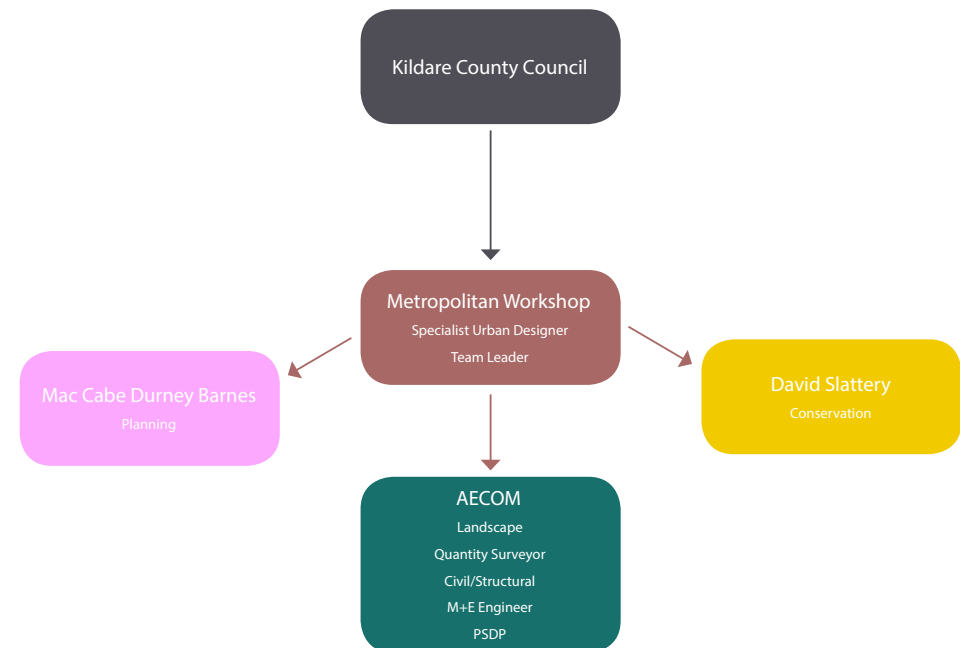 Kildare County Council
Metropolitan Workshop
Specialist Urban Designer
Team Leader
Mac Cabe Durney Barnes
Planning
David Slattery
Conservation
AECOM
Landscape
Quantity Surveyor
Civil/Structural
M+E Engineer
PSDP